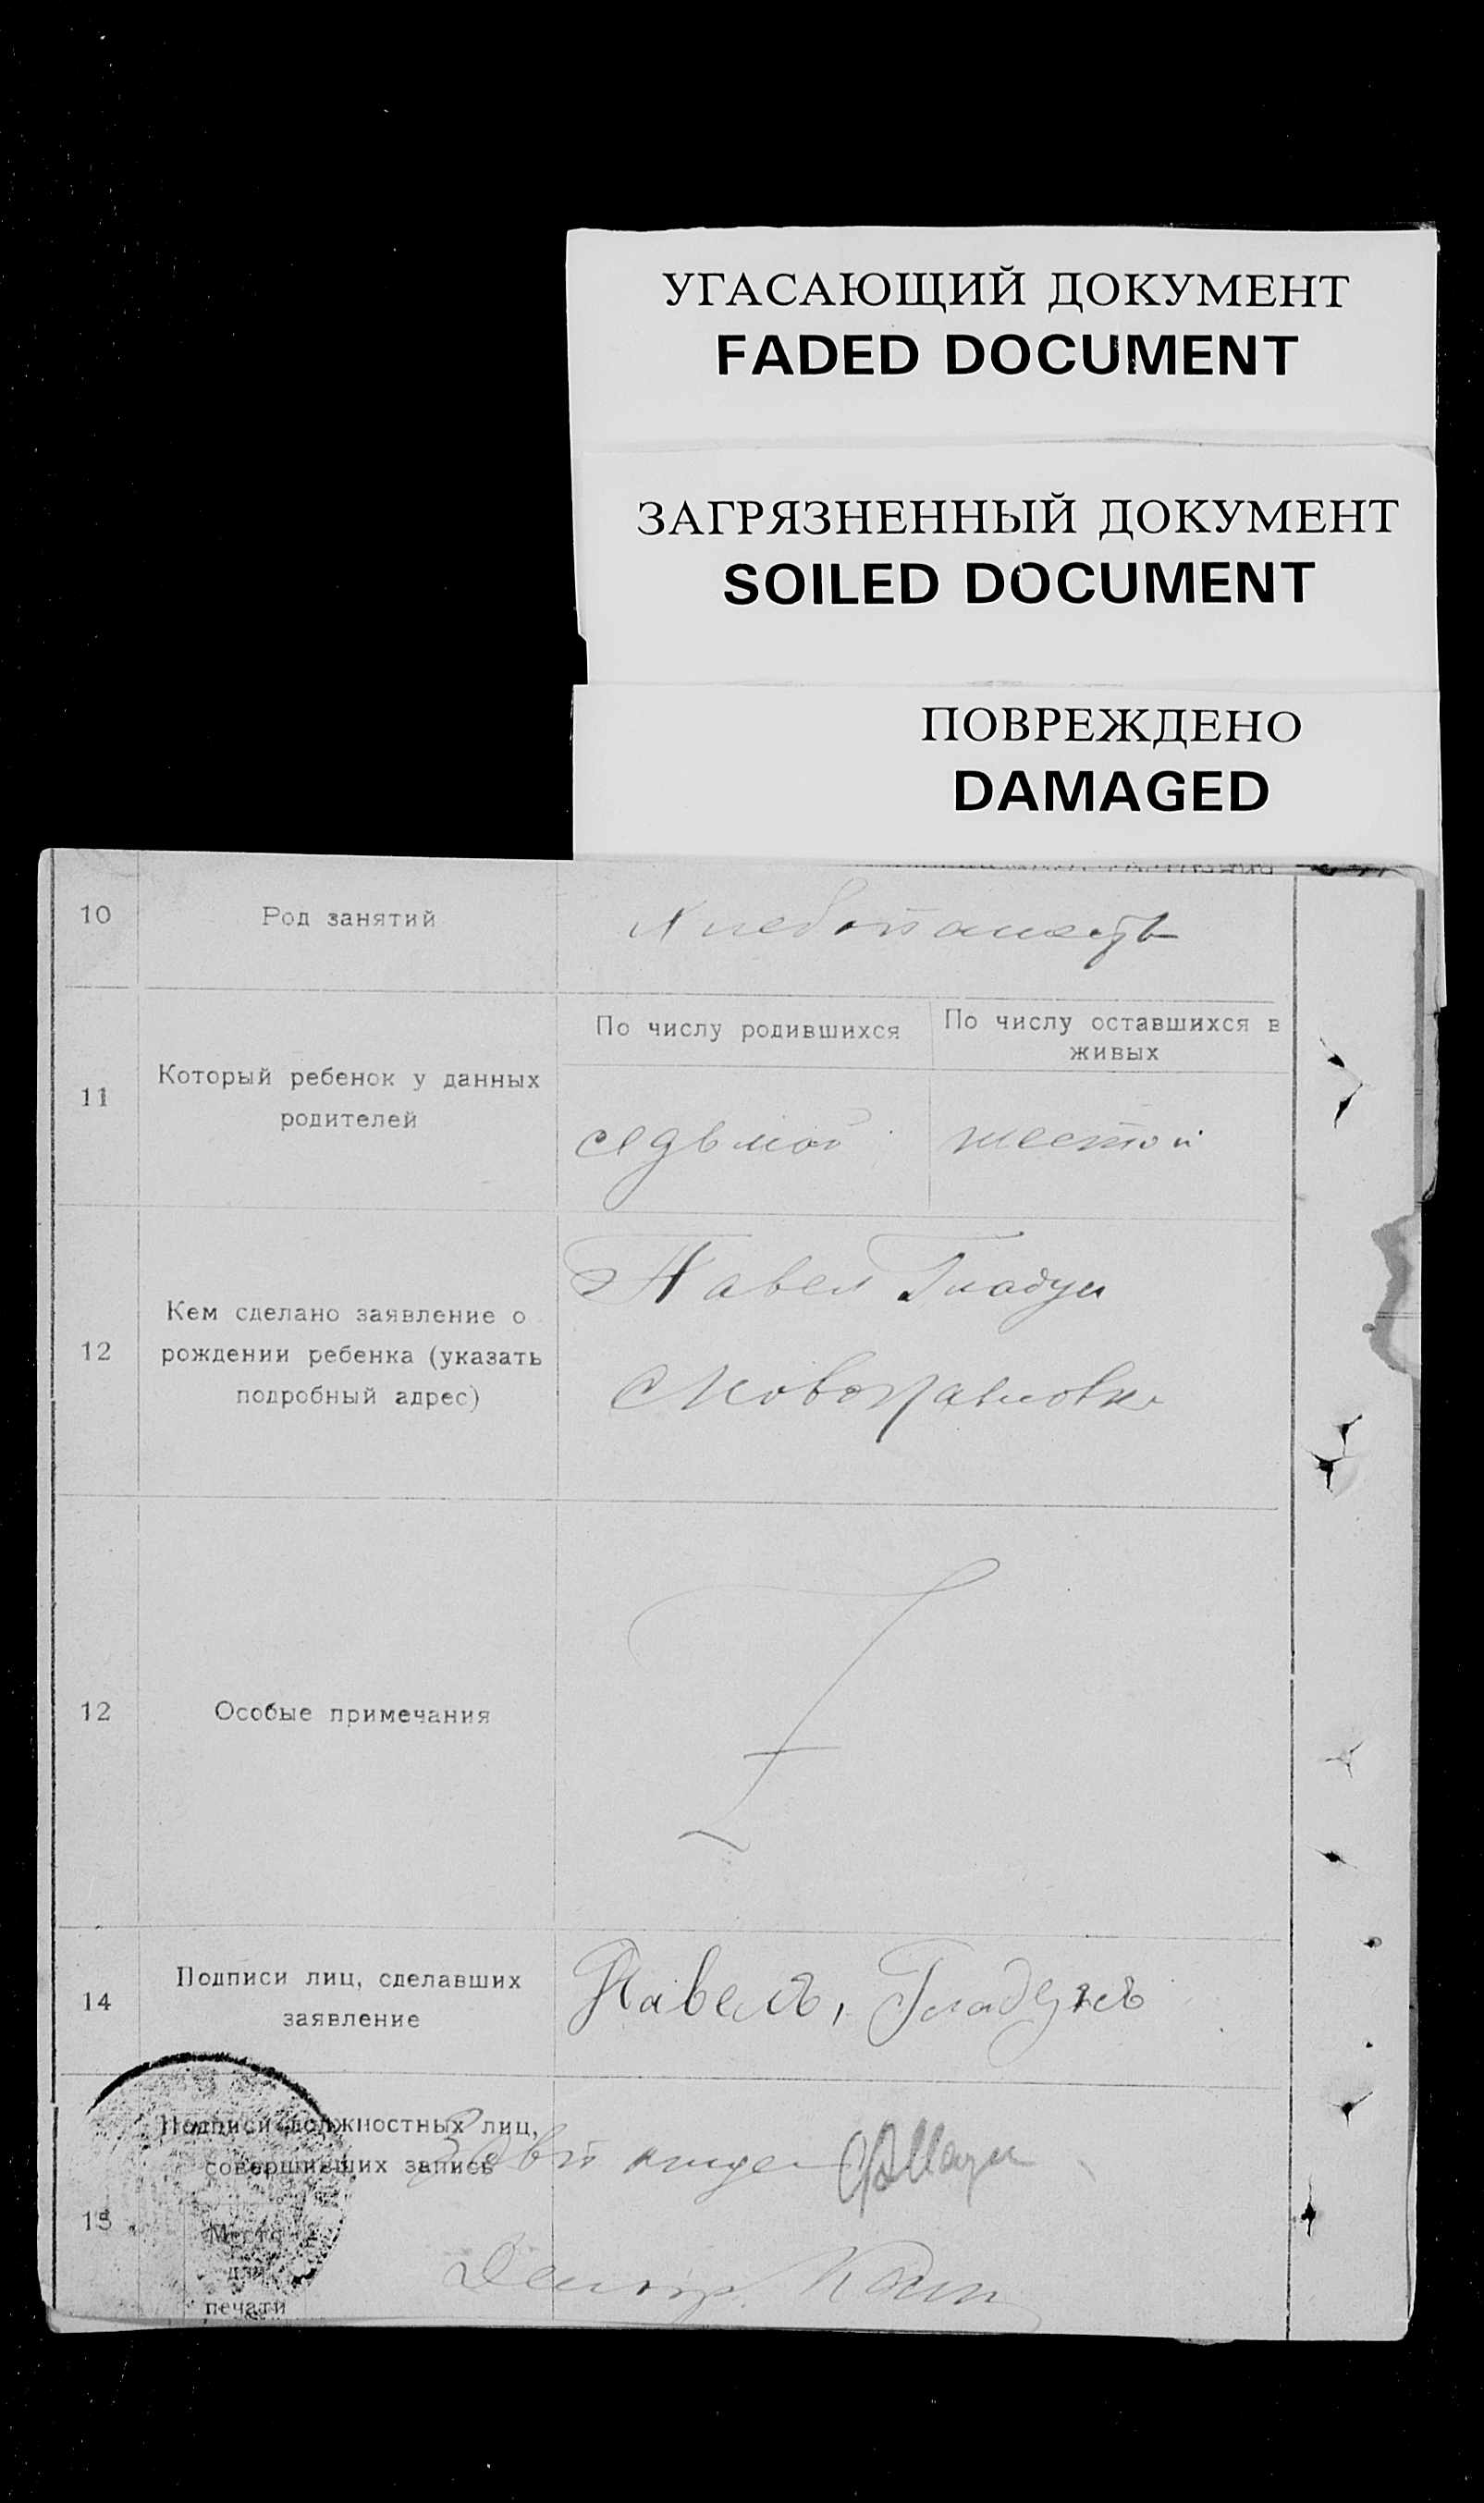 УГАСАЮЩИЙ ДОКУМЕНТ
FADED DOCUMENT
ЗАГРЯЗНЕННЫЙ ДОКУМЕНТ
SOILED DOCUMENT
ПОВРЕЖДЕНО
DAMAGED
10
Род занятий
Хлебопашеств
11
Который ребенок у данных
родителей
По числу родившихся
По числу оставшихся в
живых
седьмой
шестой
12
Кем сделано заявление о
рождении ребенка (указать
подробный адрес)
Павел Гладун
с Новопавловка
12
Особые примечания
14
Подписи лиц, сделавших
заявление
Павелъ, Гладунъ
15
Подписи должностных лиц,
совершивших запись
Место
для
печати